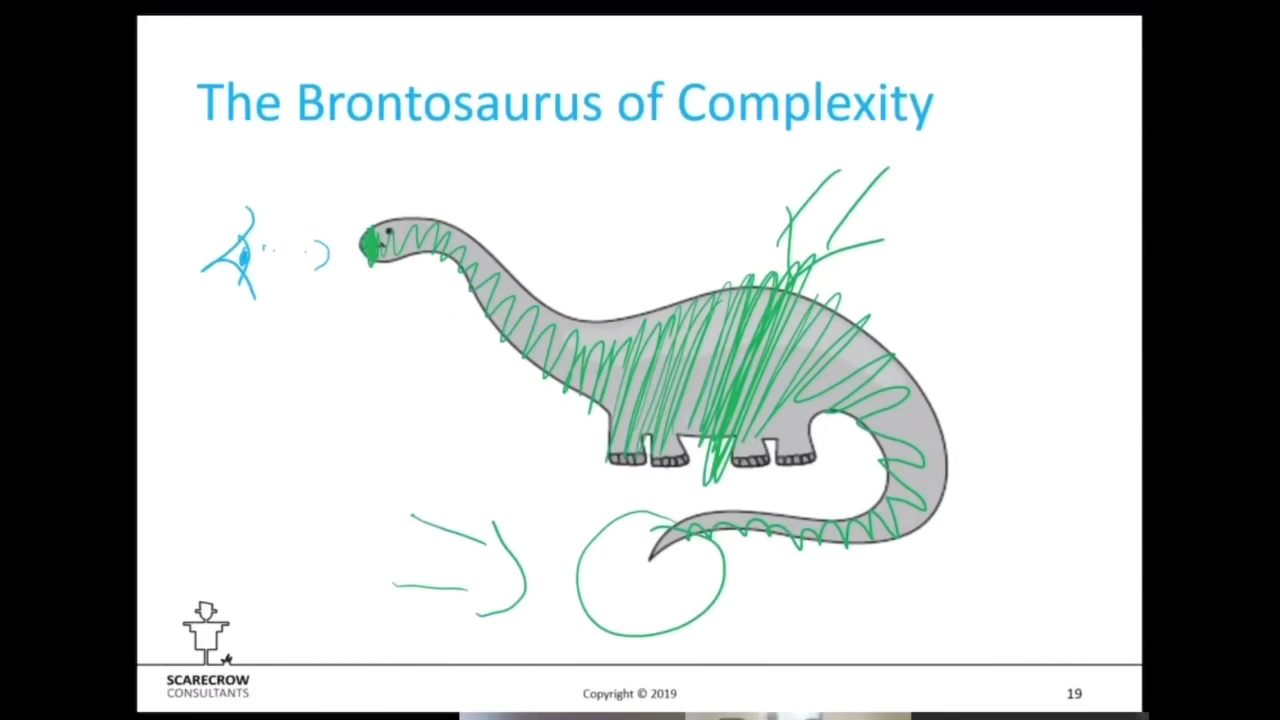 The Brontosaurus of Complexity
SCARECROW
CONSULTANTS
Copyright © 2019
19